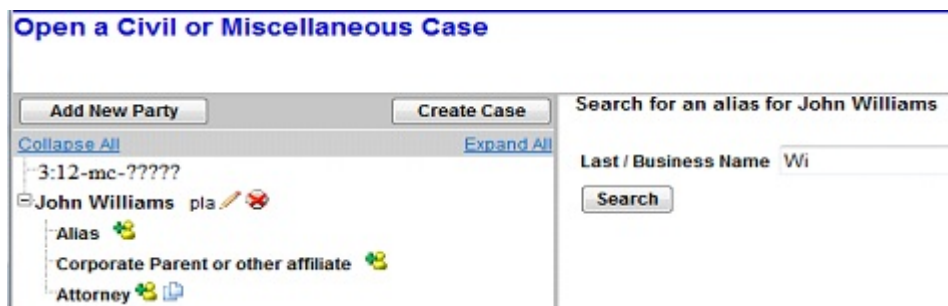 Open a Civil or Miscellaneous Case
Add New Party Create Case
Collapse All Expand All
3:12-mc-?????
John Williams pla
Alias
Corporate Parent or other affiliate
Attorney
Search for an alias for John Williams
Last / Business Name Wi
Search